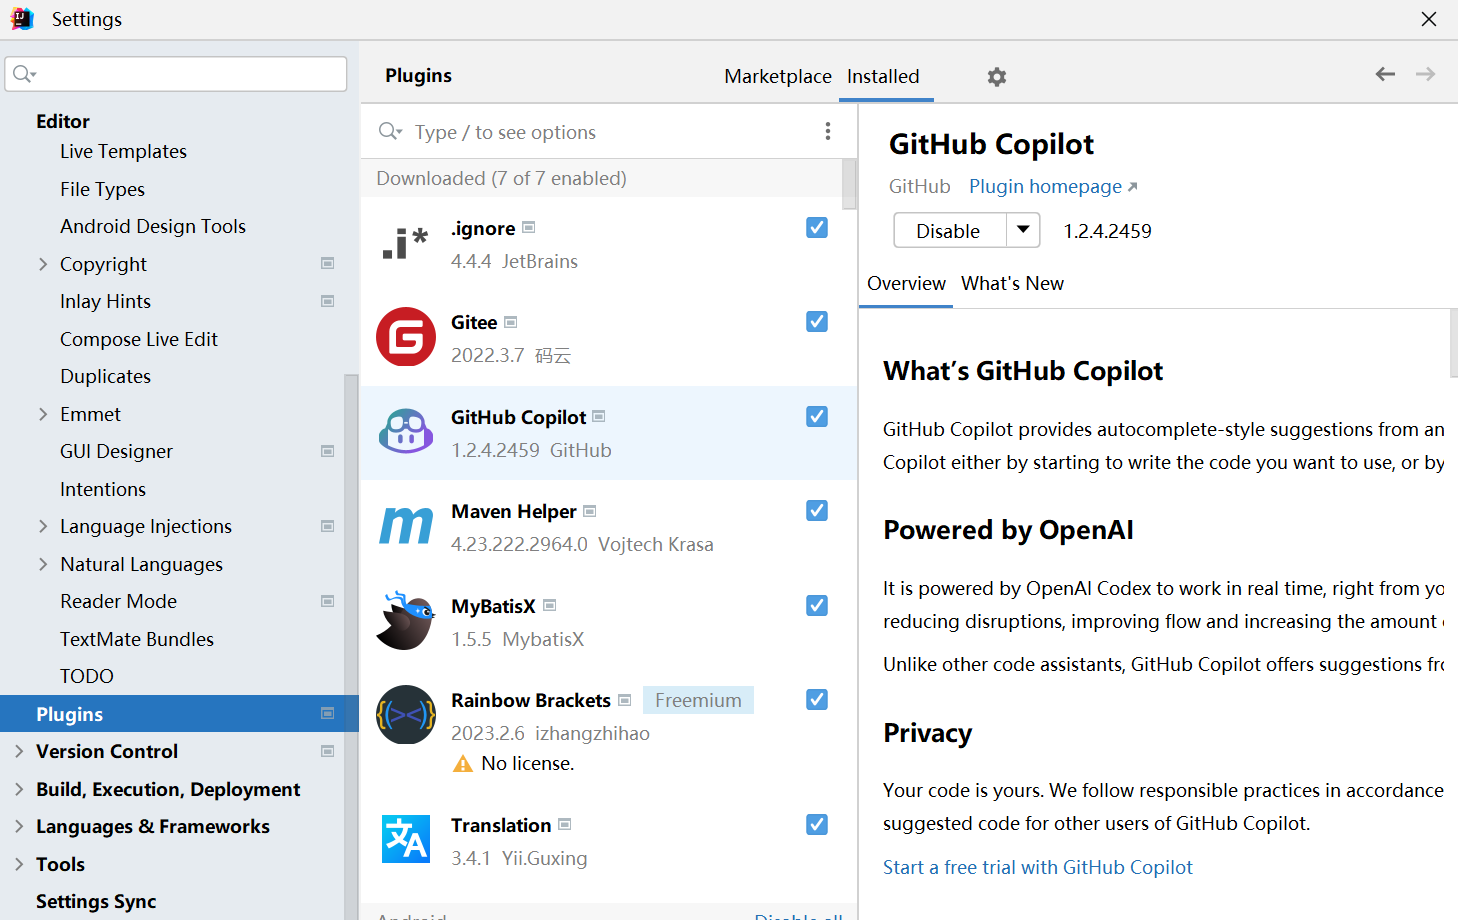 Settings
Editor
Live Templates
File Types
Android Design Tools
Copyright
Inlay Hints
Compose Live Edit
Duplicates
Emmet
GUI Designer
Intentions
Language Injections
Natural Languages
Reader Mode
TextMate Bundles
TODO
Plugins
Version Control
Build, Execution, Deployment
Languages & Frameworks
Tools
Settings Sync
Plugins
Marketplace Installed
Type / to see options
Downloaded (7 of 7 enabled)
.ignore
4.4.4 JetBrains
Gitee
2022.3.7 码云
GitHub Copilot
1.2.4.2459 GitHub
Maven Helper
4.23.222.2964.0 Vojtech Krasa
MyBatisX
1.5.5 MybatisX
Rainbow Brackets Freemium
2023.2.6 izhangzhihao
No license.
Translation
3.4.1 Yii.Guxing
Android
Disable all
GitHub Copilot
GitHub Plugin homepage
Disable 1.2.4.2459
Overview What's New
What's GitHub Copilot
GitHub Copilot provides autocomplete-style suggestions from an
Copilot either by starting to write the code you want to use, or by
Powered by OpenAI
It is powered by OpenAI Codex to work in real time, right from yo
reducing disruptions, improving flow and increasing the amount
Unlike other code assistants, GitHub Copilot offers suggestions fro
Privacy
Your code is yours. We follow responsible practices in accordance
suggested code for other users of GitHub Copilot.
Start a free trial with GitHub Copilot